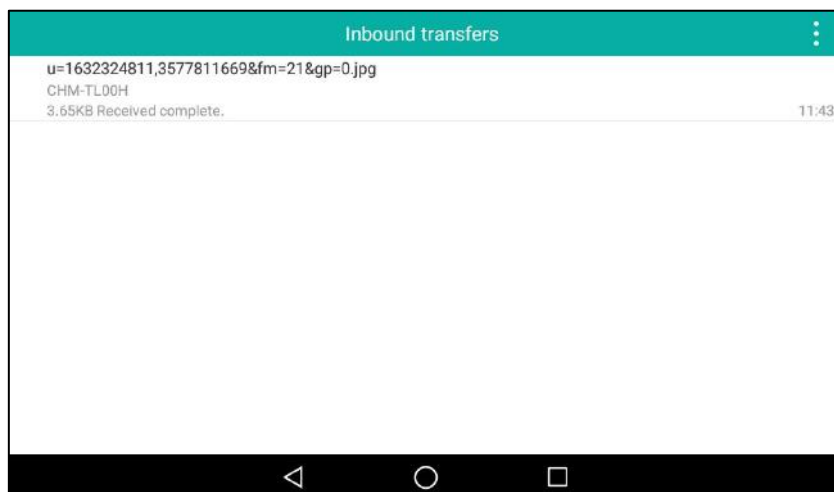 Inbound transfers
u=1632324811,3577811669&fm=21&gp=0.jpg
CHM-TL00H
3.65KB Received complete.
11:43